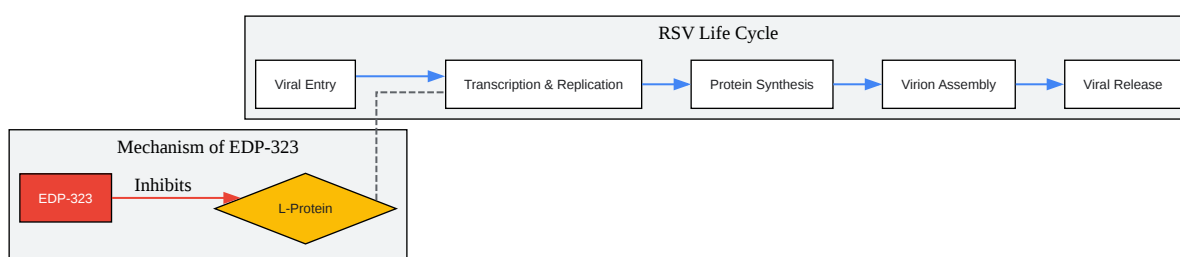 RSV Life Cycle
Viral Entry
Transcription & Replication
Protein Synthesis
Virion Assembly
Viral Release
Mechanism of EDP-323
EDP-323
Inhibits
L-Protein